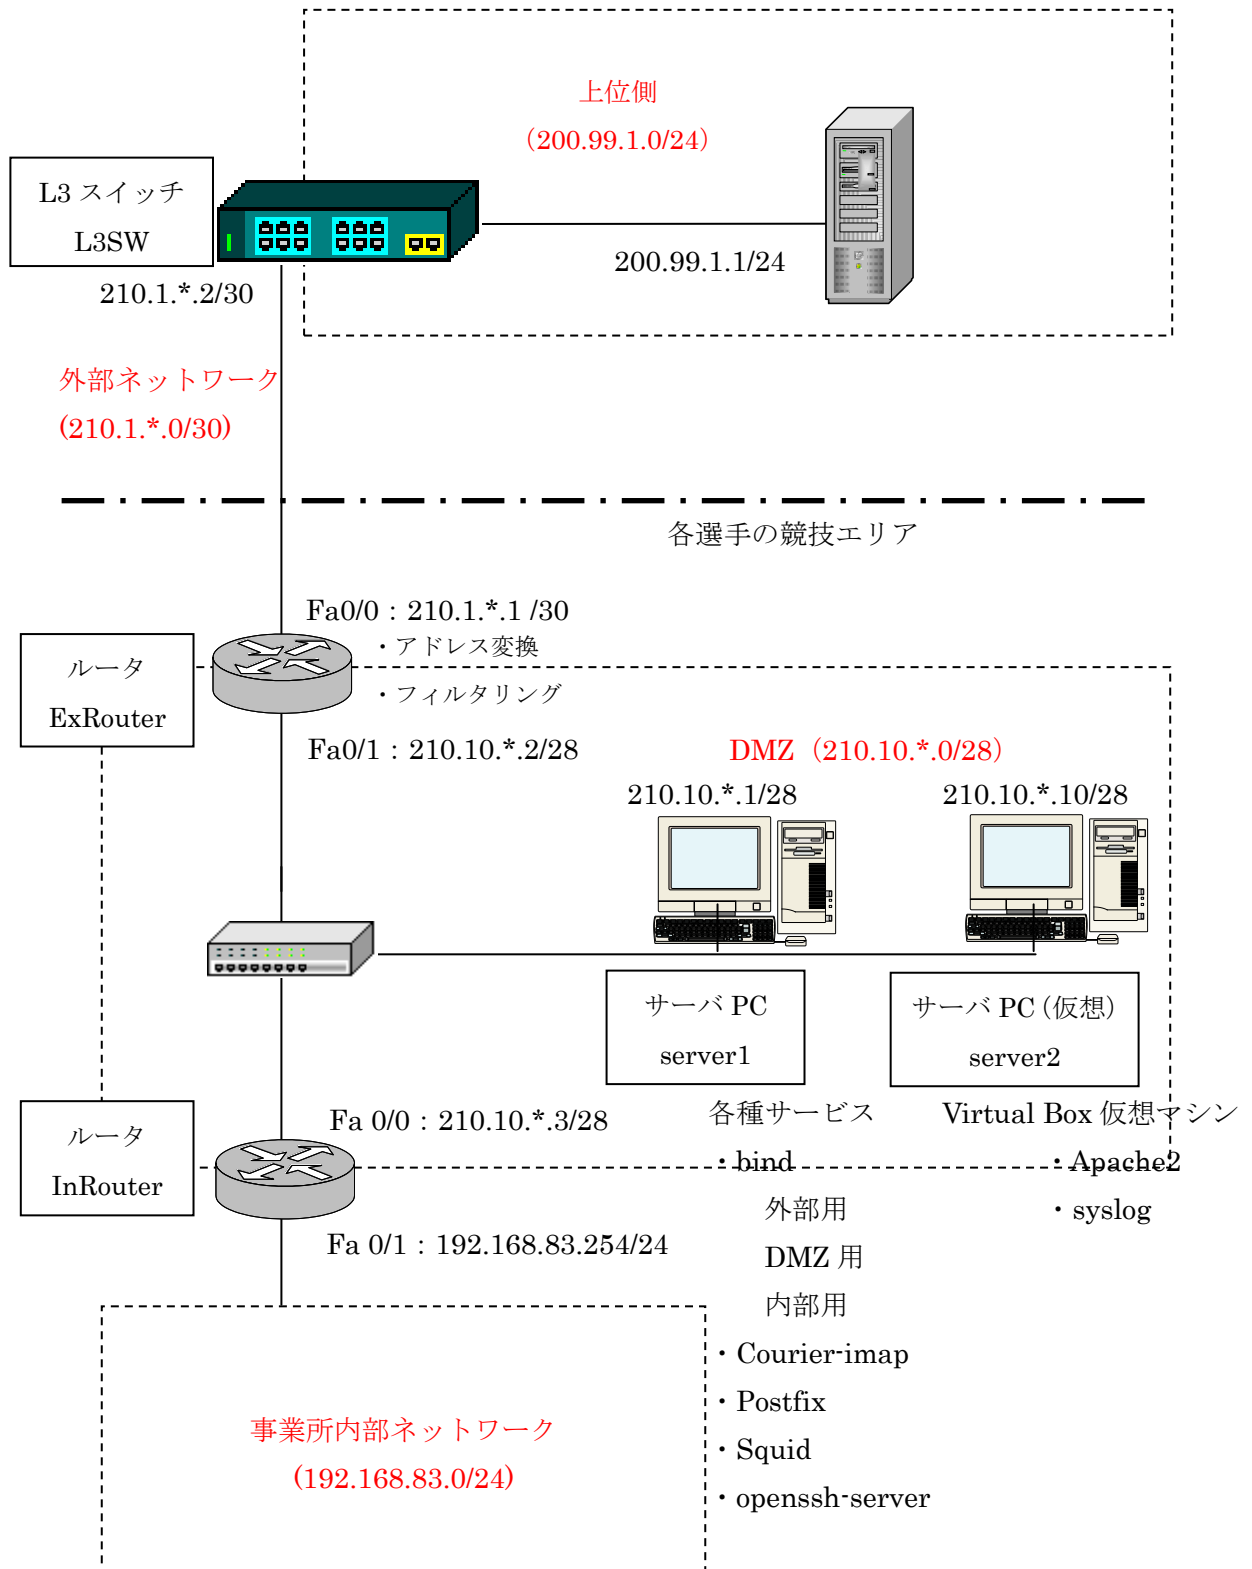 上位側
（200.99.1.0/24）
L3 スイッチ
L3SW
200.99.1.1/24
210.1.*.2/30
外部ネットワーク
(210.1.*.0/30)
各選手の競技エリア
Fa0/0：210.1.*.1 /30
・アドレス変換
ルータ
ExRouter
・フィルタリング
Fa0/1：210.10.*.2/28
DMZ（210.10.*.0/28）
210.10.*.1/28
210.10.*.10/28
サーバ PC
server1
サーバ PC（仮想）
server2
ルータ
InRouter
Fa 0/0：210.10.*.3/28
Fa 0/1：192.168.83.254/24
各種サービス
・bind
外部用
DMZ 用
内部用
・Courier-imap
・Postfix
・Squid
・openssh-server
Virtual Box 仮想マシン
・Apache2
・syslog
事業所内部ネットワーク
(192.168.83.0/24)